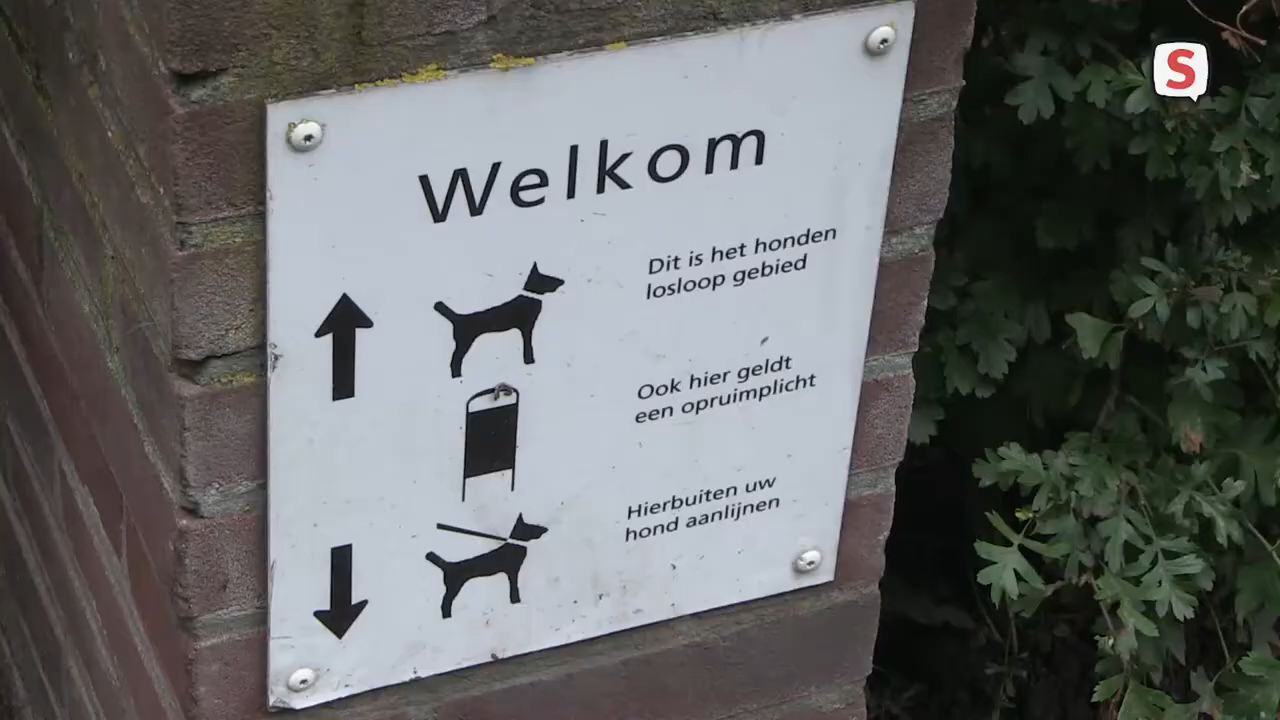 S
Welkom
Dit is het honden
losloop gebied
Ook hier geldt
een opruimplicht
Hierbuiten uw
hond aanlijnen